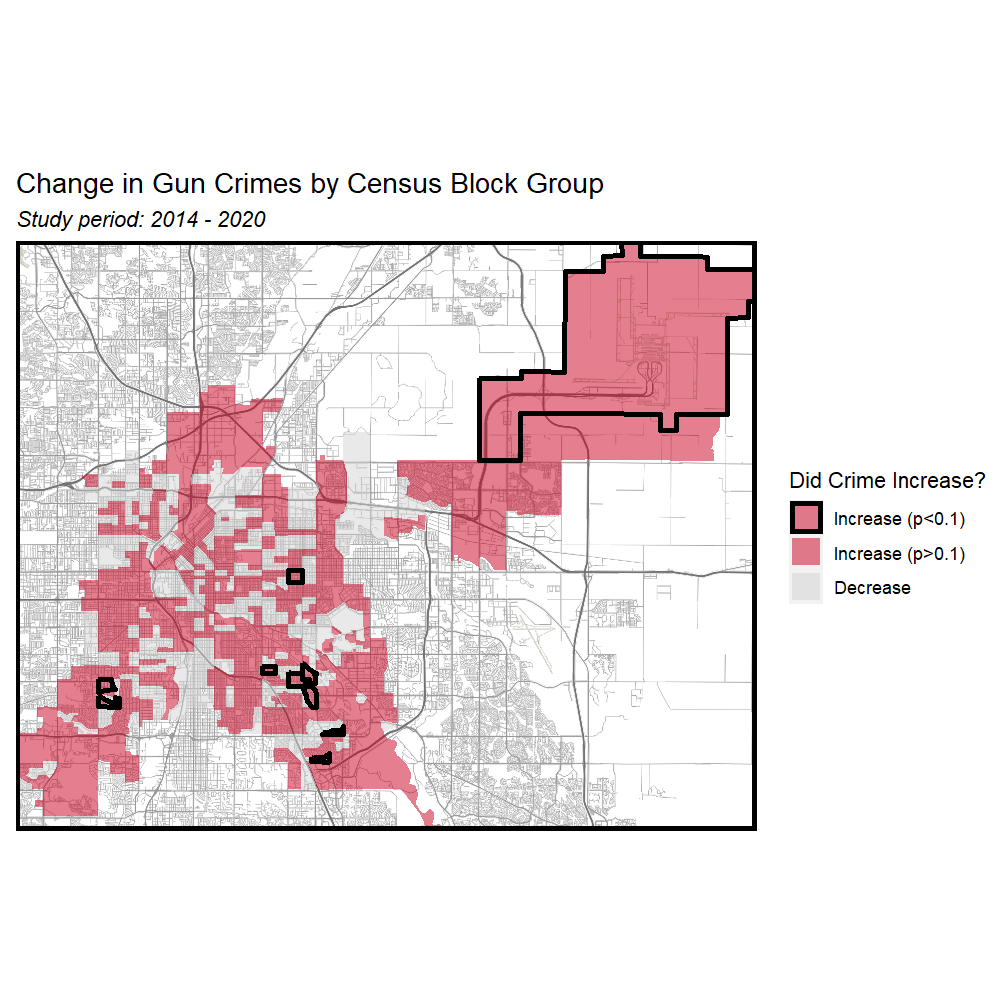 Change in Gun Crimes by Census Block Group
Study period: 2014 - 2020
Did Crime Increase?
Increase (p<0.1)
Increase (p>0.1)
Decrease